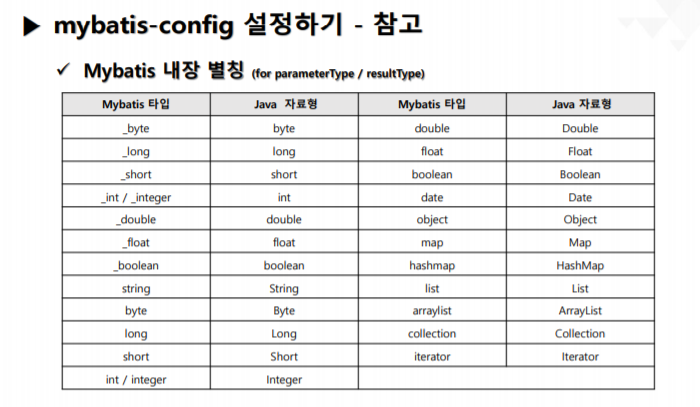 ▶ mybatis-config 설정하기 - 참고
✓ Mybatis 내장 별칭 (for parameterType / resultType)
Mybatis 타입 Java 자료형 Mybatis 타입 Java 자료형
_byte byte double Double
_long long float Float
_short short boolean Boolean
_int / _integer int date Date
_double double object Object
_float float map Map
_boolean boolean hashmap HashMap
string String list List
byte Byte arraylist ArrayList
long Long collection Collection
short Short iterator Iterator
int / integer Integer